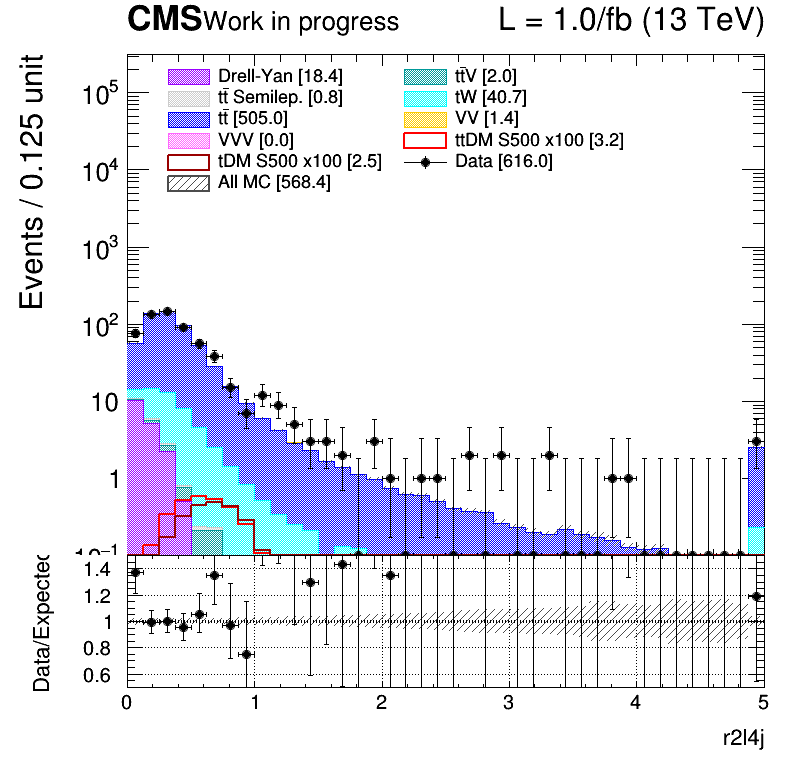 CMS Work in progress L = 1.0/fb (13 TeV)
Events / 0.125 unit
Drell-Yan [18.4] tt̄V [2.0]
tt̄ Semilep. [0.8] tW [40.7]
tt̄ [505.0] VV [1.4]
VVV [0.0] ttDM S500 x100 [3.2]
tDM S500 x100 [2.5] Data [616.0]
All MC [568.4]
10⁵
10⁴
10³
10²
10
1
10⁻¹
Data/Expected
1.4
1.2
1
0.8
0.6
0 1 2 3 4 5
r2l4j